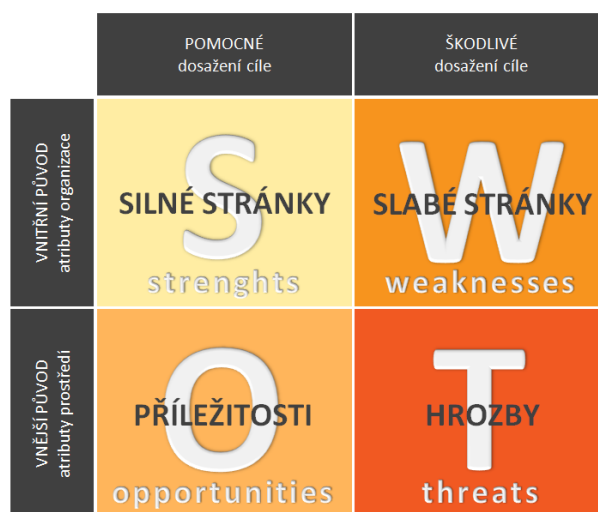 POMOCNÉ
dosažení cíle
ŠKODLIVÉ
dosažení cíle
VNITŘNÍ PŮVOD
atributy organizace
S
SILNÉ STRÁNKY
strenghts
W
SLABÉ STRÁNKY
weaknesses
VNĚJŠÍ PŮVOD
atributy prostředí
O
PŘÍLEŽITOSTI
opportunities
T
HROZBY
threats